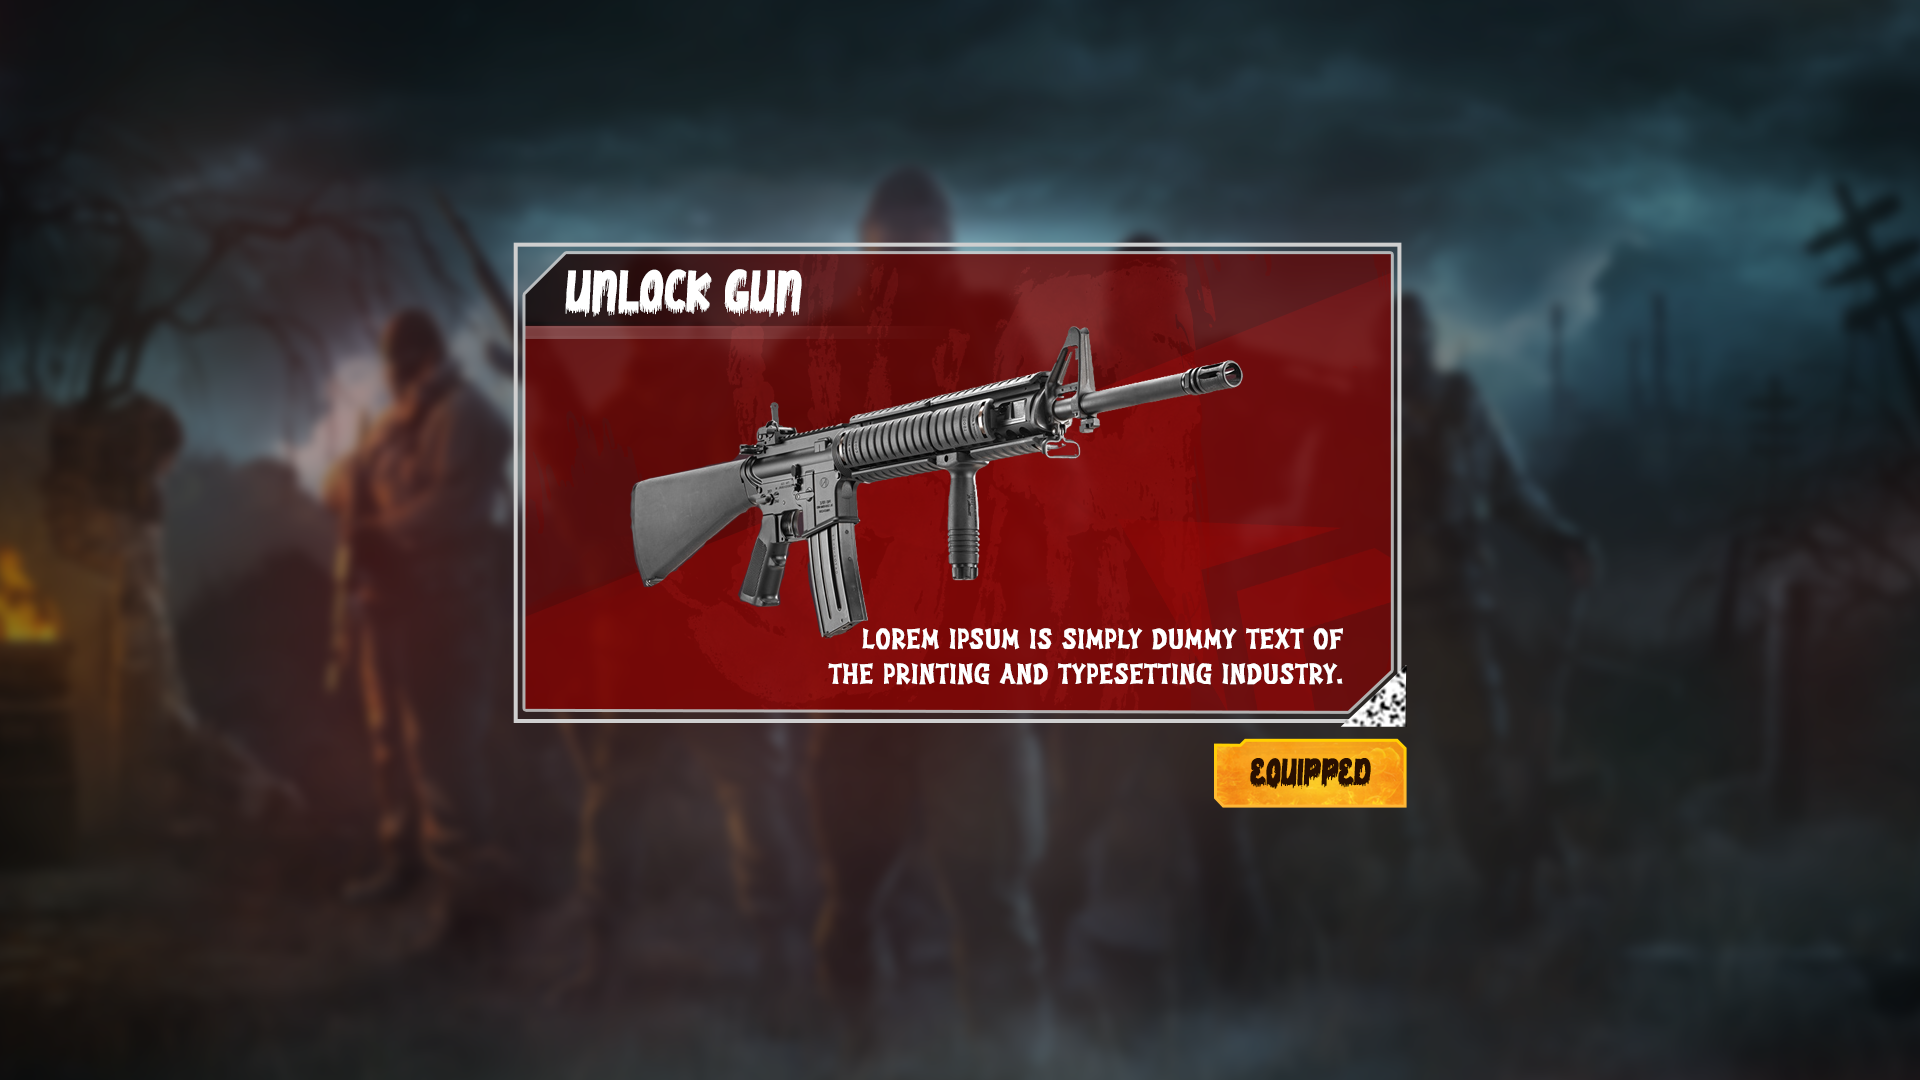 UNLOCK GUN
LOREM IPSUM IS SIMPLY DUMMY TEXT OF
THE PRINTING AND TYPESETTING INDUSTRY.
EQUIPPED